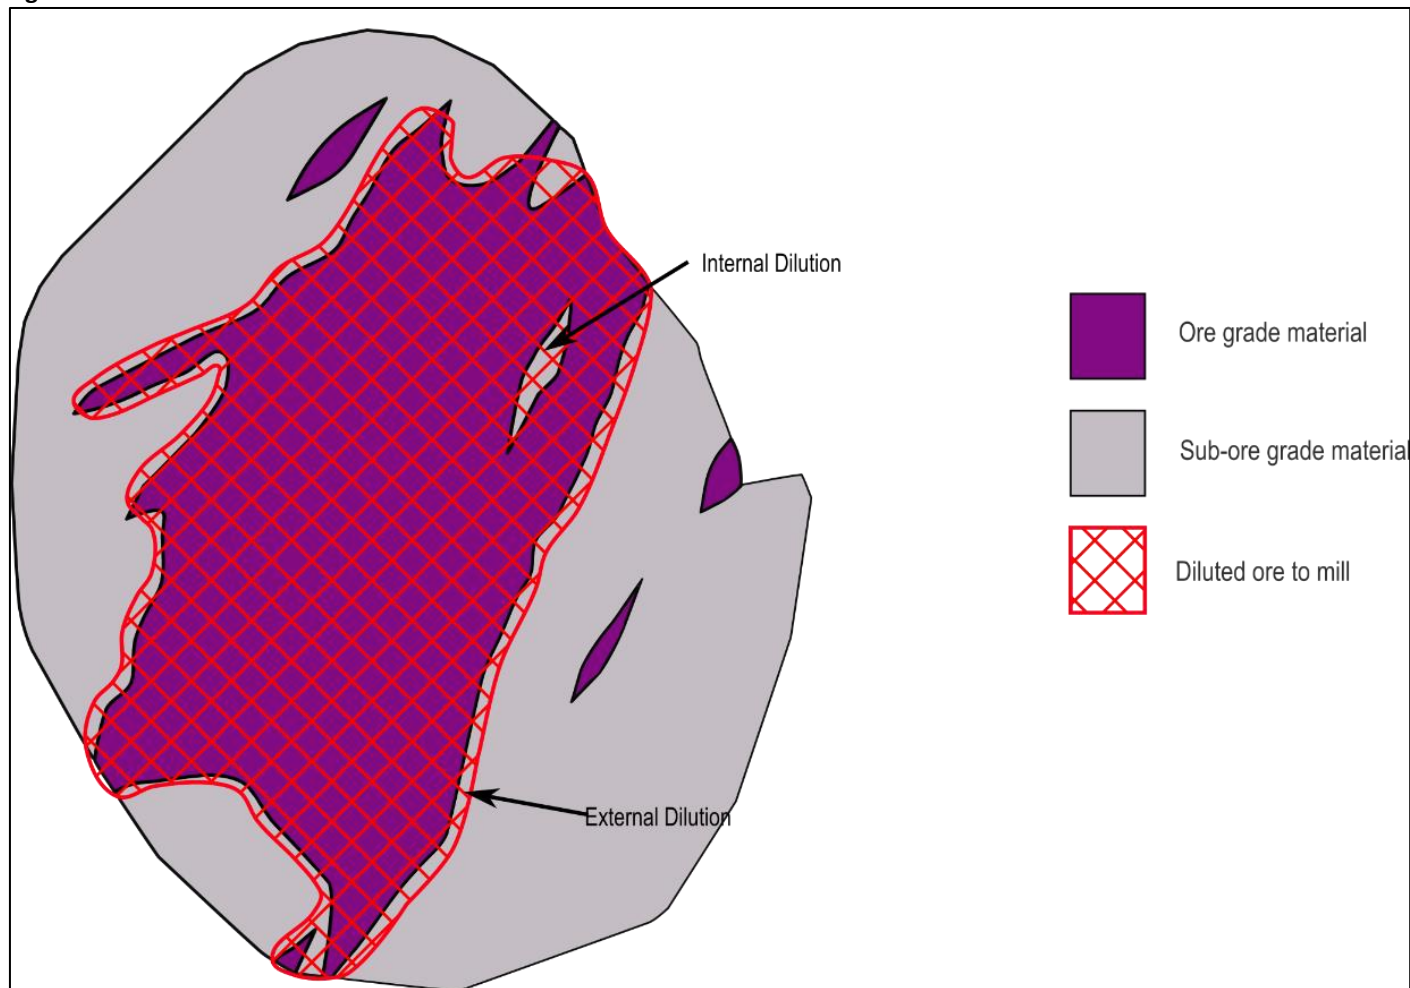 Internal Dilution
Ore grade material
Sub-ore grade material
Diluted ore to mill
External Dilution